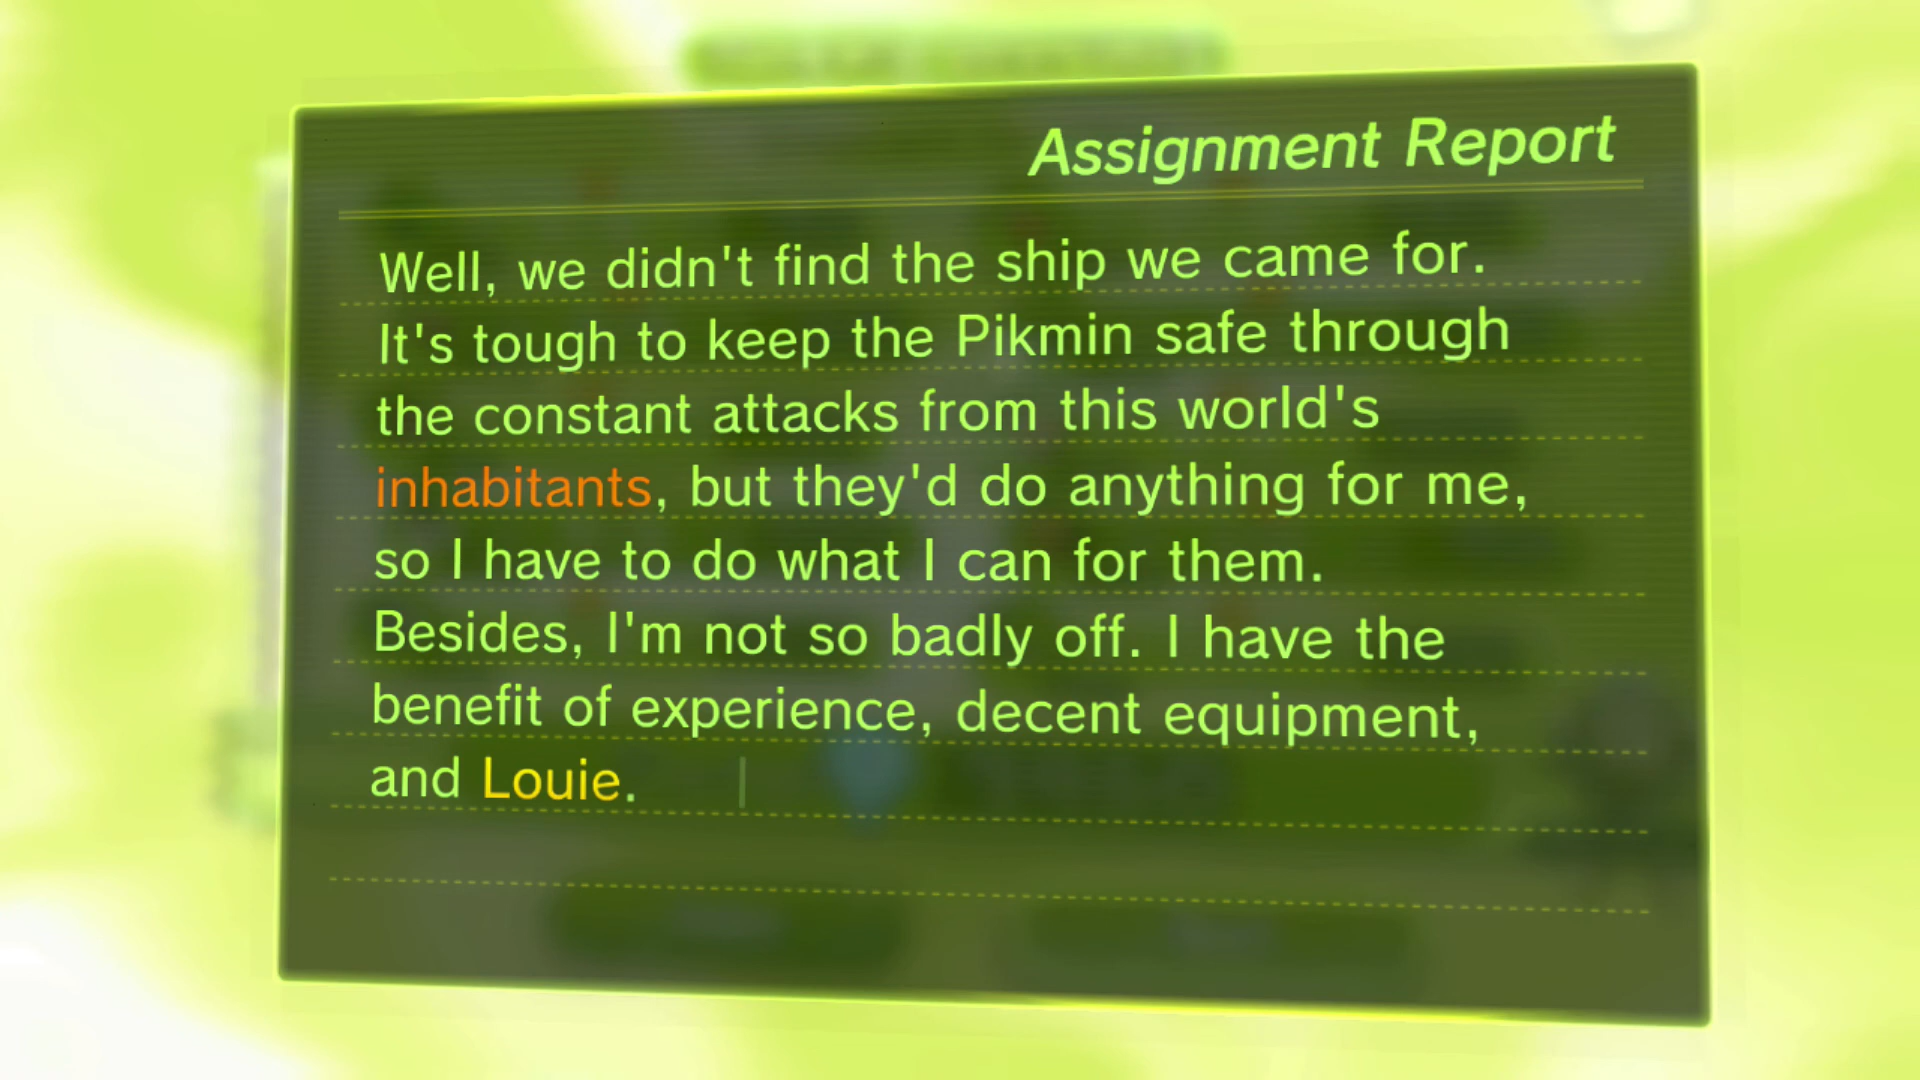 Assignment Report
Well, we didn't find the ship we came for.
It's tough to keep the Pikmin safe through
the constant attacks from this world's
inhabitants, but they'd do anything for me,
so I have to do what I can for them.
Besides, I'm not so badly off. I have the
benefit of experience, decent equipment,
and Louie.